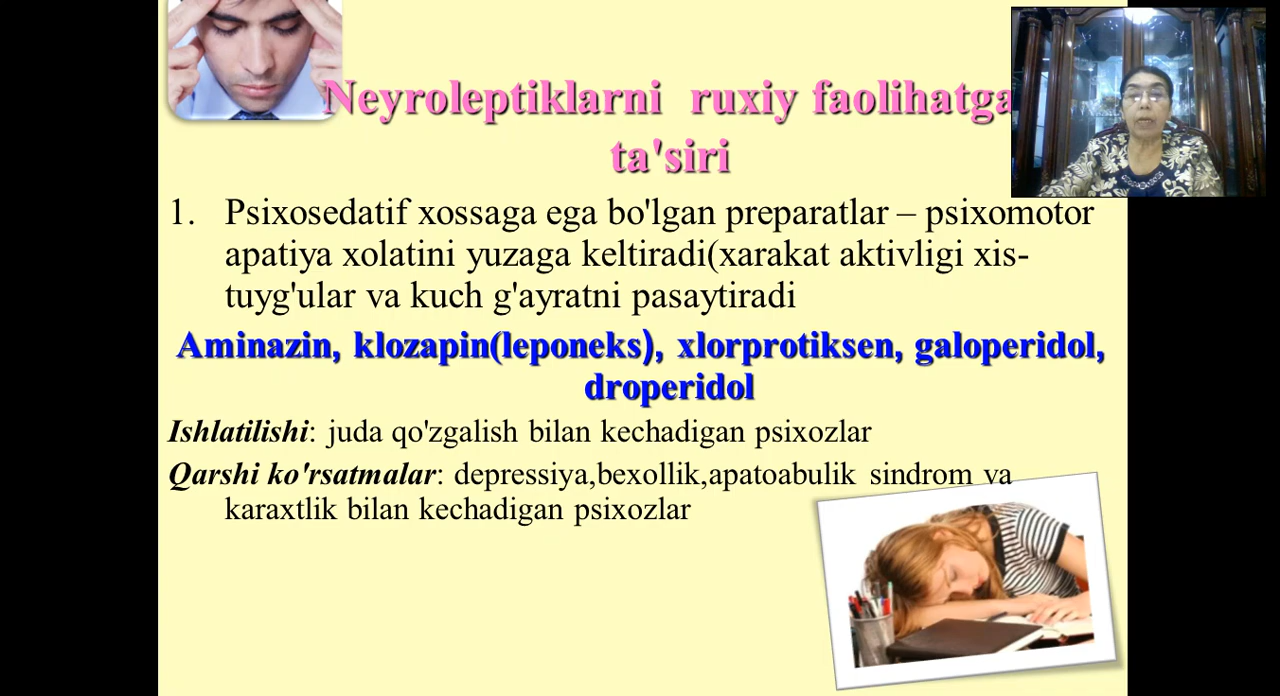 Neyroleptiklarni ruxiy faolihatga
ta'siri
1. Psixosedatif xossaga ega bo'lgan preparatlar – psixomotor
apatiya xolatini yuzaga keltiradi(xarakat aktivligi xis-
tuyg'ular va kuch g'ayratni pasaytiradi
Aminazin, klozapin(leponeks), xlorprotiksen, galoperidol,
droperidol
Ishlatilishi: juda qo'zgalish bilan kechadigan psixozlar
Qarshi ko'rsatmalar: depressiya,bexollik,apatoabulik sindrom va
karaxtlik bilan kechadigan psixozlar